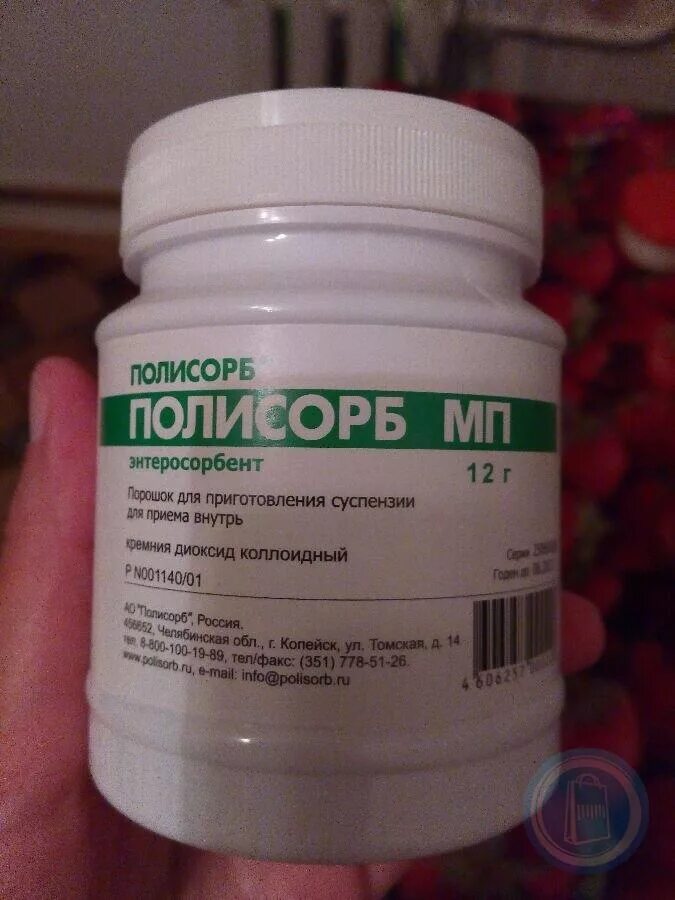 ПОЛИСОРБ
ПОЛИСОРБ МП
энтеросорбент
12 г
Порошок для приготовления суспензии
для приема внутрь
кремния диоксид коллоидный
Р N001140/01
Серия
Годен до
АО "Полисорб", Россия,
456652, Челябинская обл., г. Копейск, ул. Томская, д. 14
тел. 8-800-100-19-89, тел/факс: (351) 778-51-26.
www.polisorb.ru, e-mail: info@polisorb.ru